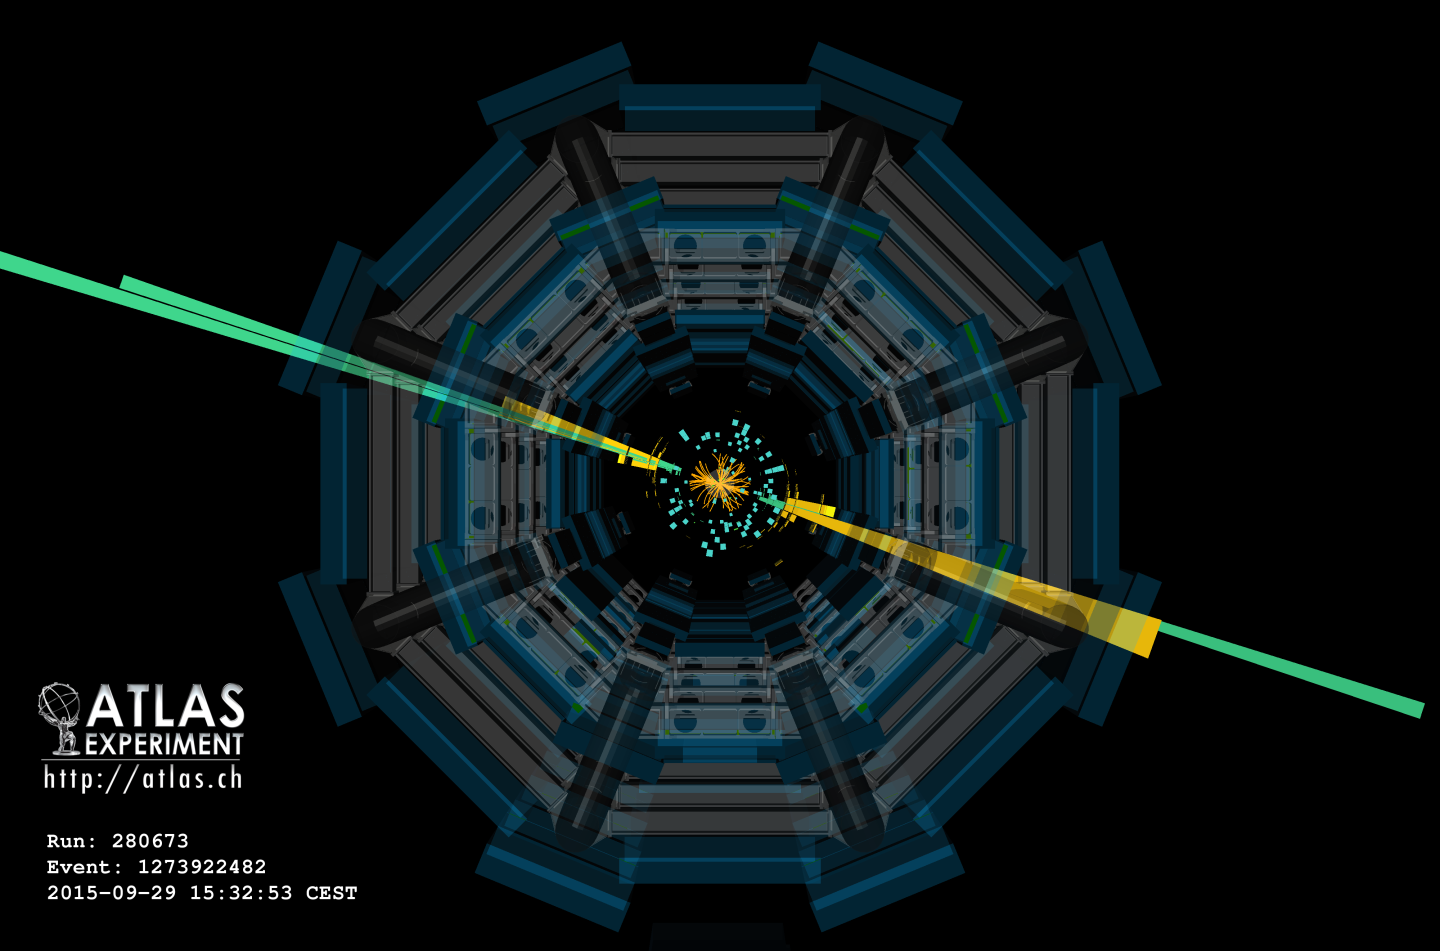 ATLAS
EXPERIMENT
http://atlas.ch
Run: 280673
Event: 1273922482
2015-09-29 15:32:53 CEST